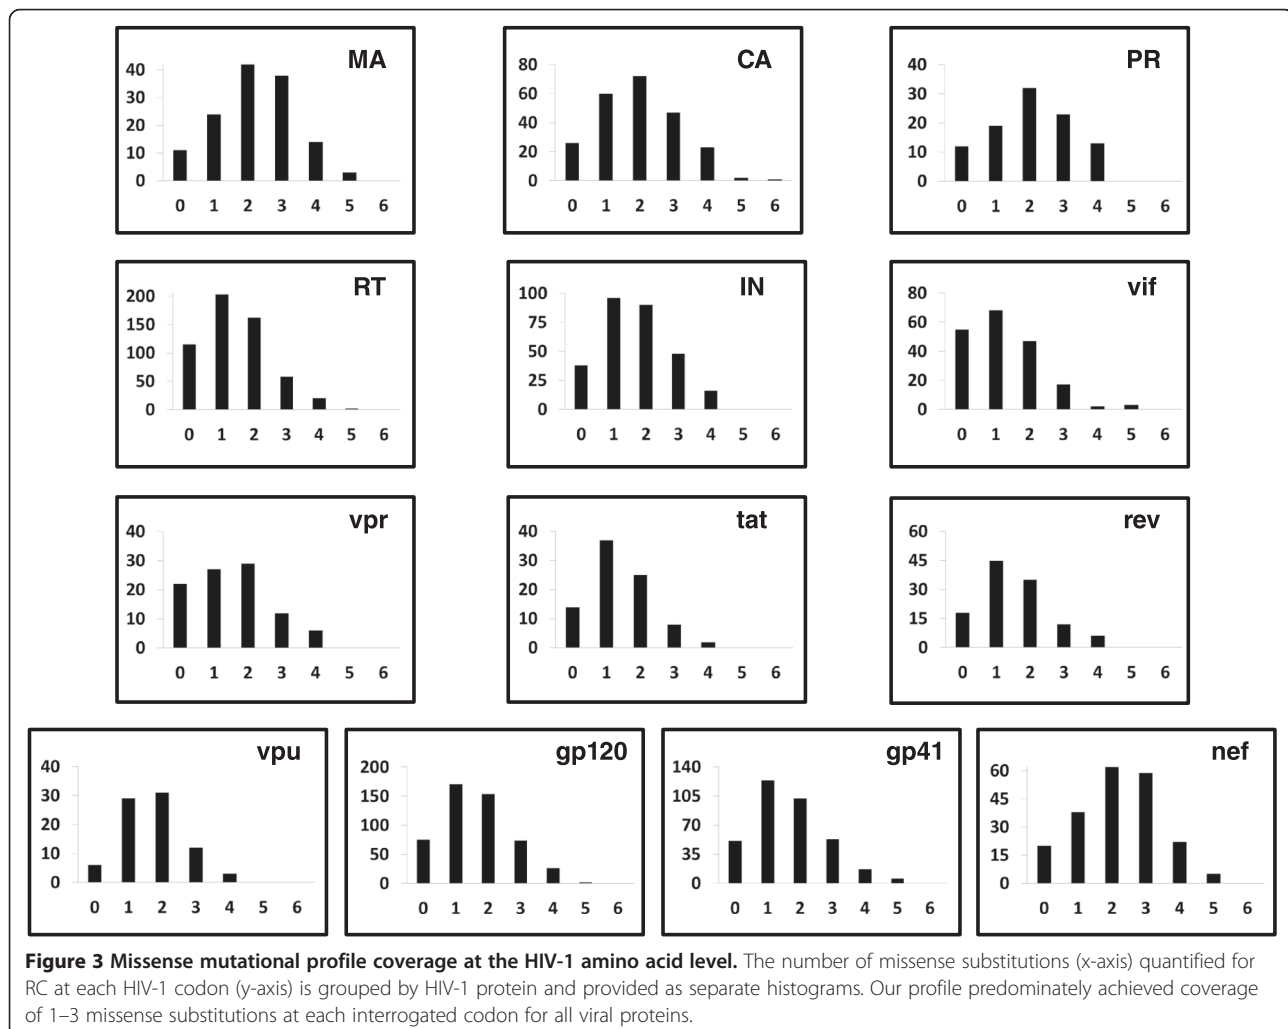 MA
40
30
20
10
0
0 1 2 3 4 5 6
CA
80
60
40
20
0
0 1 2 3 4 5 6
PR
40
30
20
10
0
0 1 2 3 4 5 6
RT
200
150
100
50
0
0 1 2 3 4 5 6
IN
100
75
50
25
0
0 1 2 3 4 5 6
vif
80
60
40
20
0
0 1 2 3 4 5 6
vpr
40
30
20
10
0
0 1 2 3 4 5 6
tat
40
30
20
10
0
0 1 2 3 4 5 6
rev
60
45
30
15
0
0 1 2 3 4 5 6
vpu
40
30
20
10
0
0 1 2 3 4 5 6
gp120
200
150
100
50
0
0 1 2 3 4 5 6
gp41
140
105
70
35
0
0 1 2 3 4 5 6
nef
60
45
30
15
0
0 1 2 3 4 5 6
Figure 3 Missense mutational profile coverage at the HIV-1 amino acid level. The number of missense substitutions (x-axis) quantified for
RC at each HIV-1 codon (y-axis) is grouped by HIV-1 protein and provided as separate histograms. Our profile predominately achieved coverage
of 1–3 missense substitutions at each interrogated codon for all viral proteins.